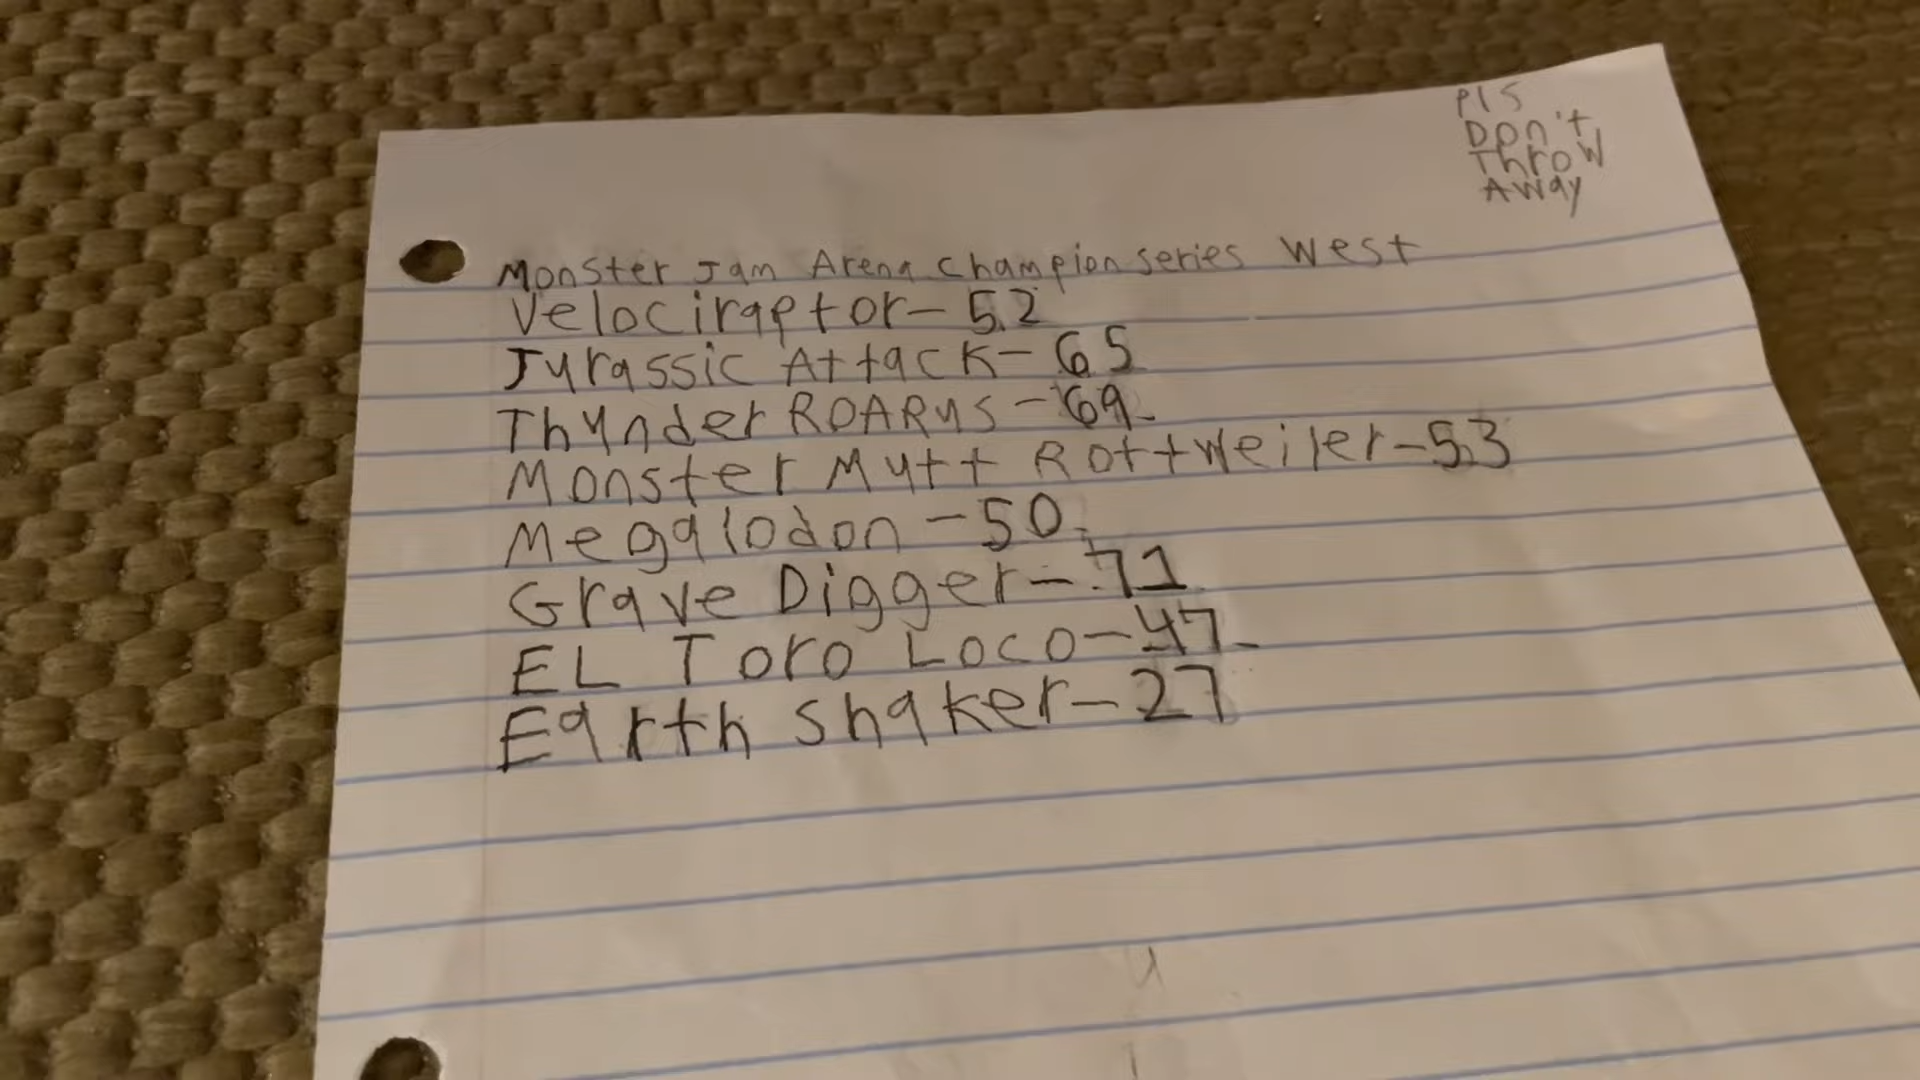 Pls
Don't
Throw
Away
Monster Jam Arena Champion series West
Velociraptor-52
Jurassic Attack-65
Thunder ROARUS-69
Monster Mutt Rottweiler-53
Megalodon-50
Grave Digger-71
EL Toro Loco-47
Earth Shaker-27